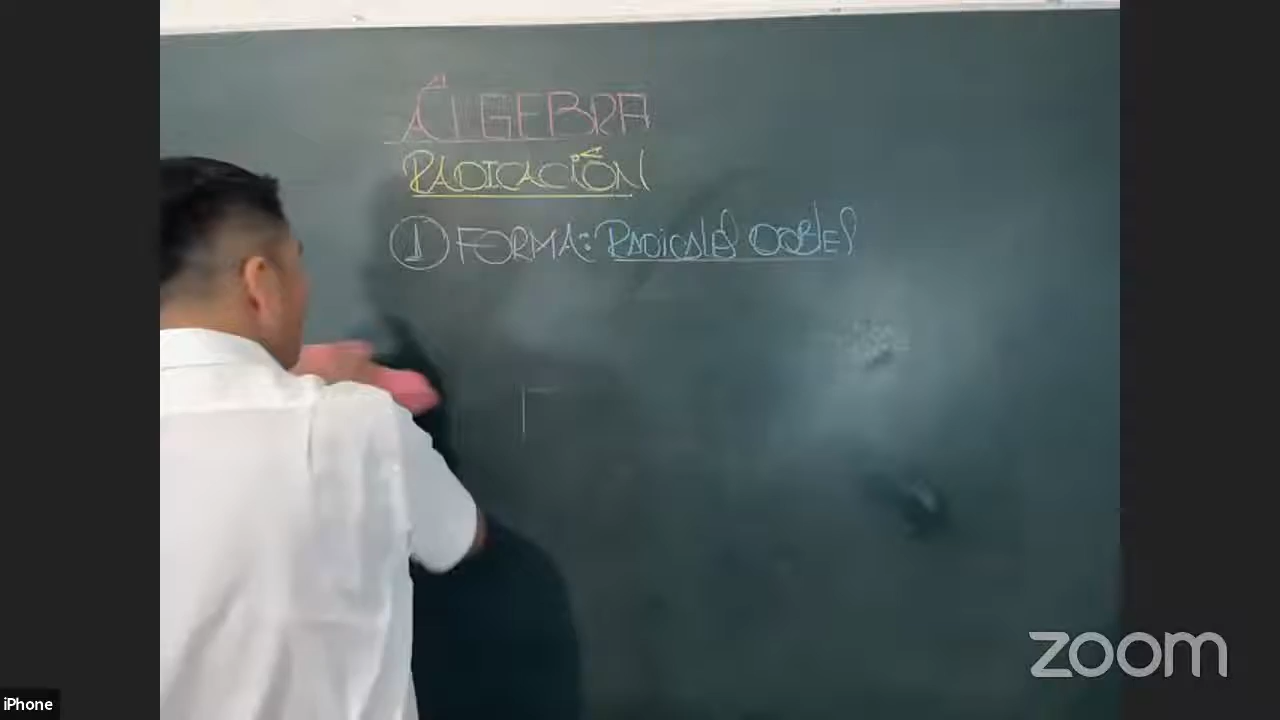 ÁLGEBRA
RADICACIÓN
① FORMA: RADICALES DOBLES
zoom
iPhone